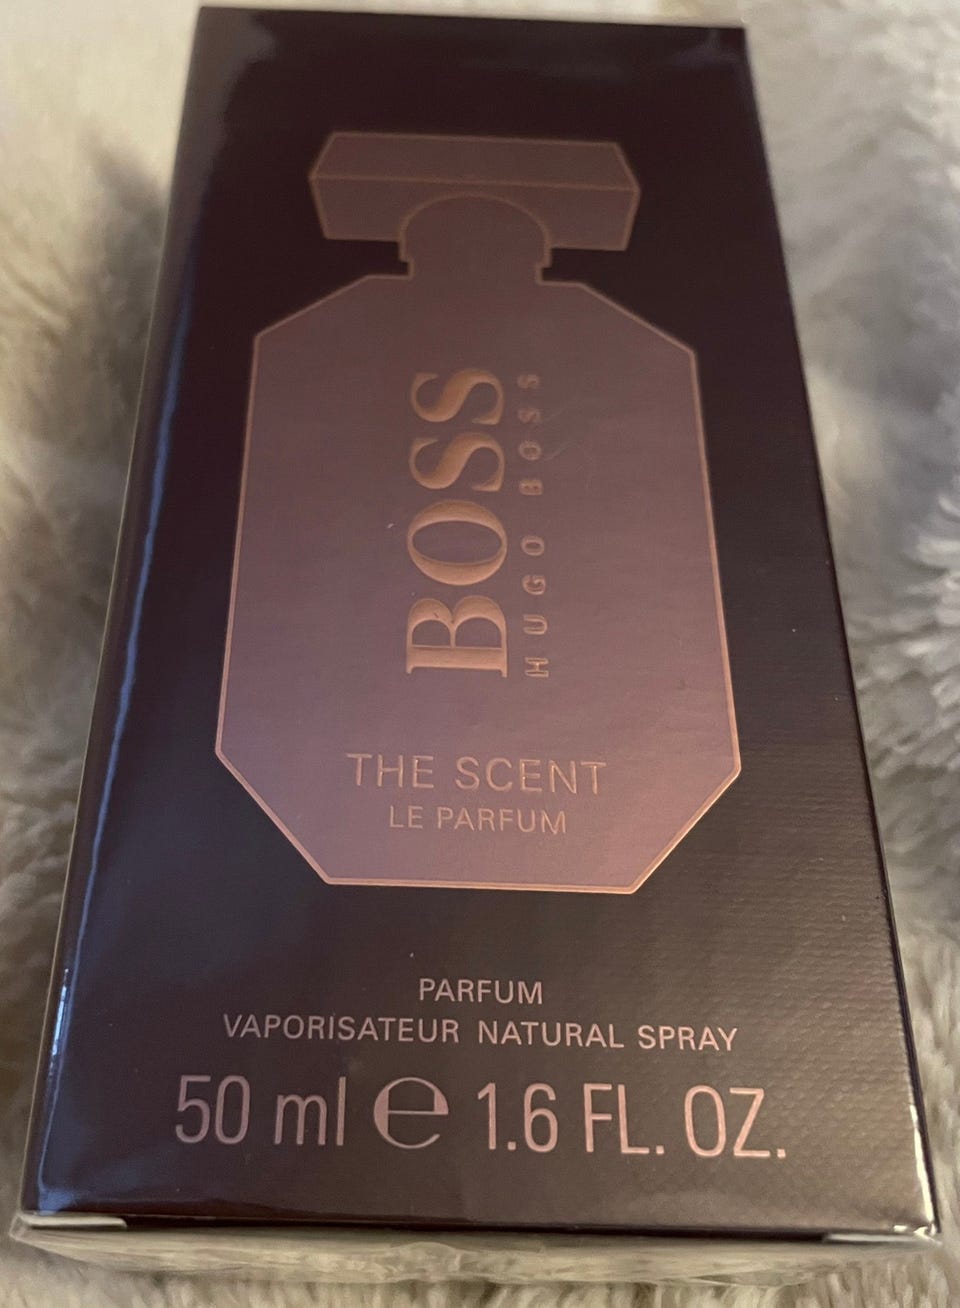 BOSS
HUGO BOSS
THE SCENT
LE PARFUM
PARFUM
VAPORISATEUR NATURAL SPRAY
50 ml ℮ 1.6 FL. OZ.